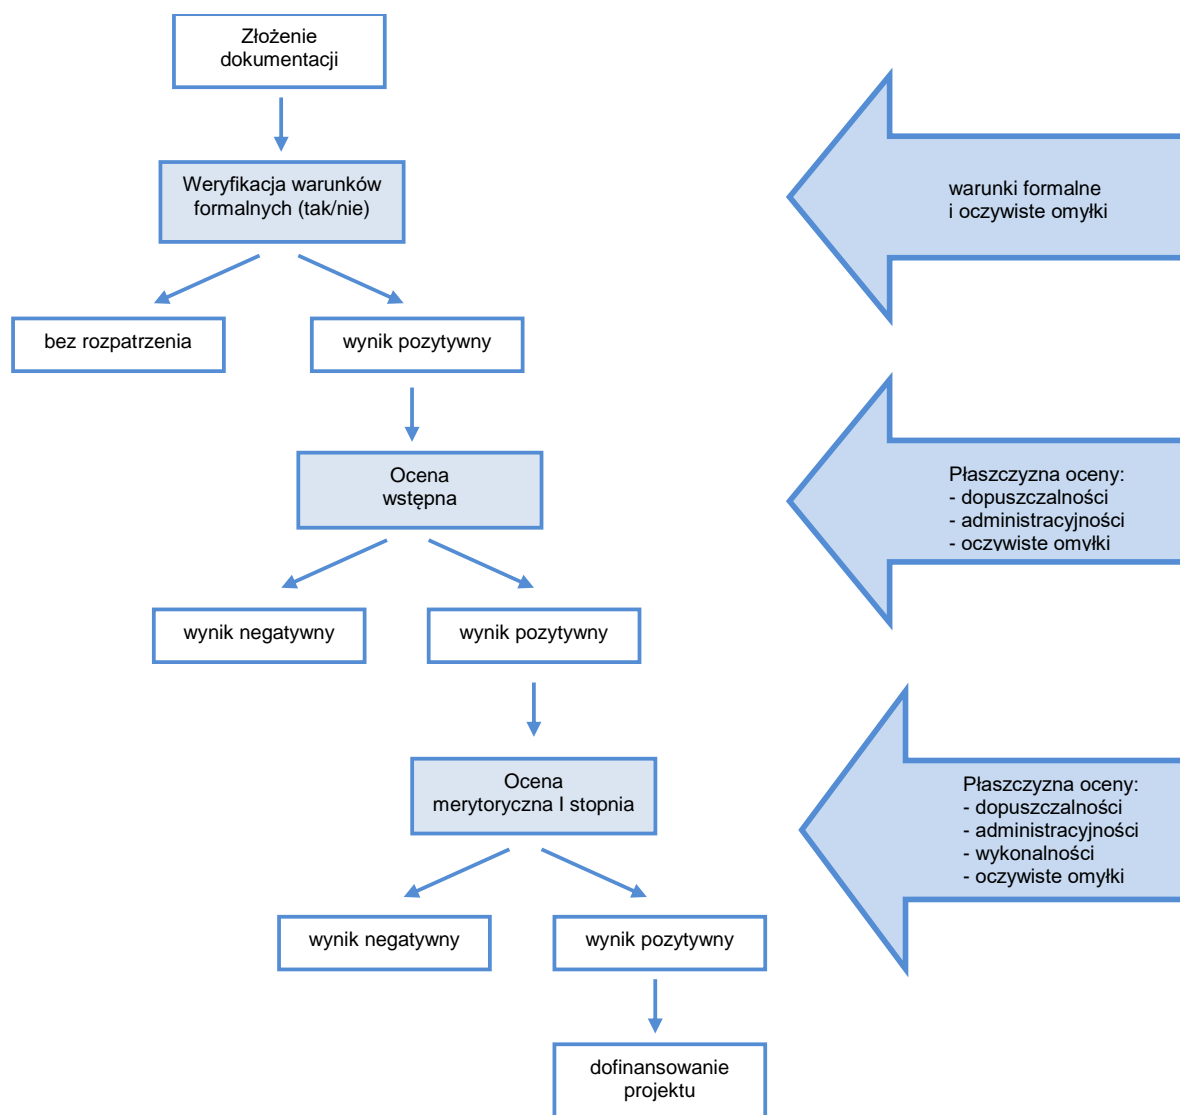 Złożenie
dokumentacji
Weryfikacja warunków
formalnych (tak/nie)
warunki formalne
i oczywiste omyłki
bez rozpatrzenia
wynik pozytywny
Ocena
wstępna
Płaszczyzna oceny:
- dopuszczalności
- administracyjności
- oczywiste omyłki
wynik negatywny
wynik pozytywny
Ocena
merytoryczna I stopnia
Płaszczyzna oceny:
- dopuszczalności
- administracyjności
- wykonalności
- oczywiste omyłki
wynik negatywny
wynik pozytywny
dofinansowanie
projektu